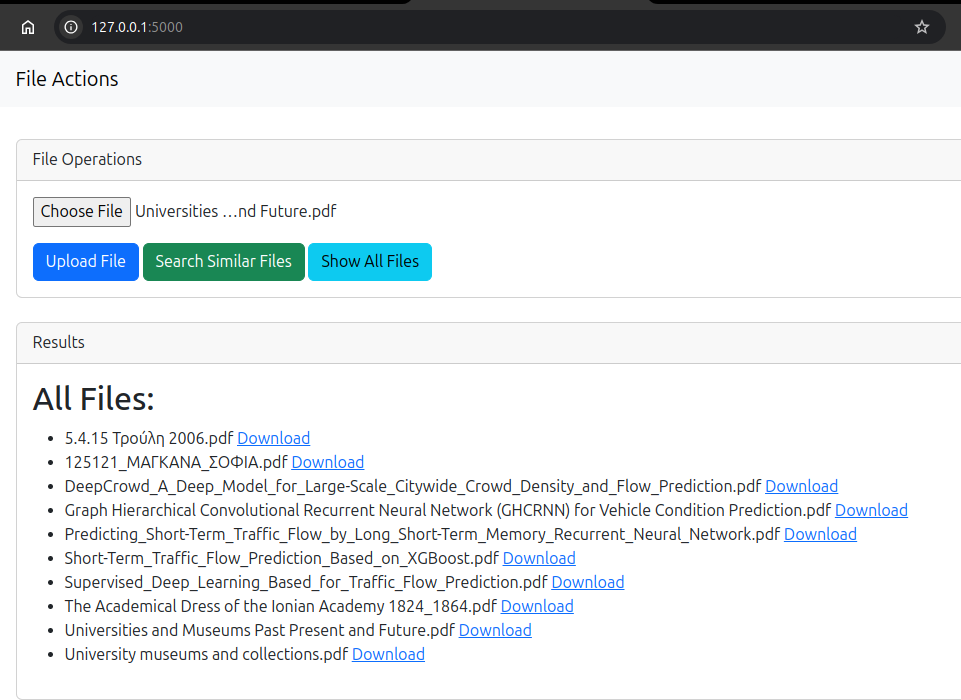 127.0.0.1:5000
File Actions
File Operations
Choose File Universities …nd Future.pdf
Upload File Search Similar Files Show All Files
Results
All Files:
• 5.4.15 Τρούλη 2006.pdf Download
• 125121_ΜΑΓΚΑΝΑ_ΣΟΦΙΑ.pdf Download
• DeepCrowd_A_Deep_Model_for_Large-Scale_Citywide_Crowd_Density_and_Flow_Prediction.pdf Download
• Graph Hierarchical Convolutional Recurrent Neural Network (GHCRNN) for Vehicle Condition Prediction.pdf Download
• Predicting_Short-Term_Traffic_Flow_by_Long_Short-Term_Memory_Recurrent_Neural_Network.pdf Download
• Short-Term_Traffic_Flow_Prediction_Based_on_XGBoost.pdf Download
• Supervised_Deep_Learning_Based_for_Traffic_Flow_Prediction.pdf Download
• The Academical Dress of the Ionian Academy 1824_1864.pdf Download
• Universities and Museums Past Present and Future.pdf Download
• University museums and collections.pdf Download